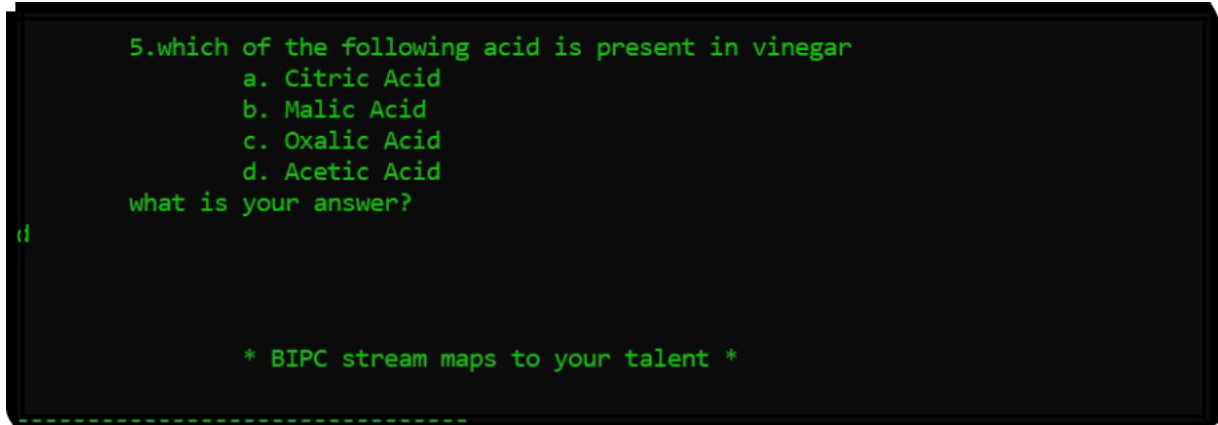 5.which of the following acid is present in vinegar
a. Citric Acid
b. Malic Acid
c. Oxalic Acid
d. Acetic Acid
what is your answer?
d
* BIPC stream maps to your talent *
--------------------------------